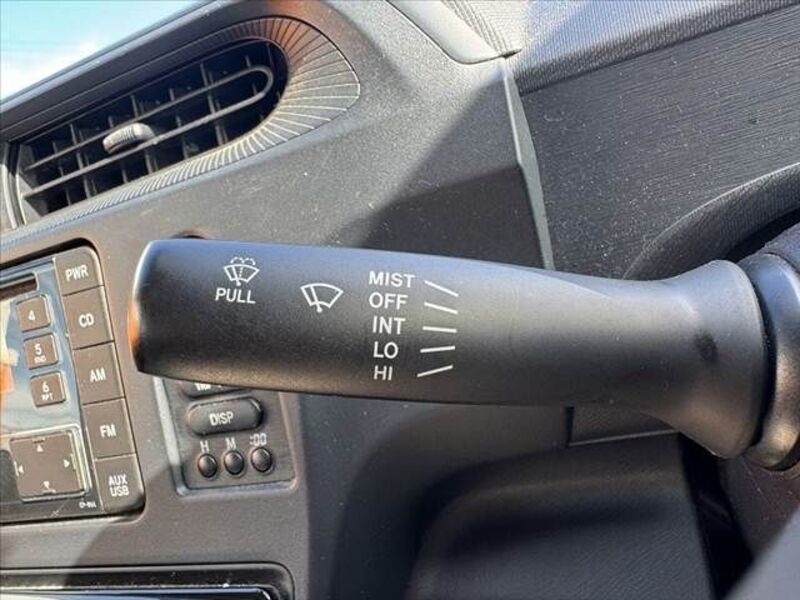 PULL
MIST
OFF
INT
LO
HI
PWR
CD
AM
FM
AUX
USB
4
5
6
RPT
DISP
H M :00